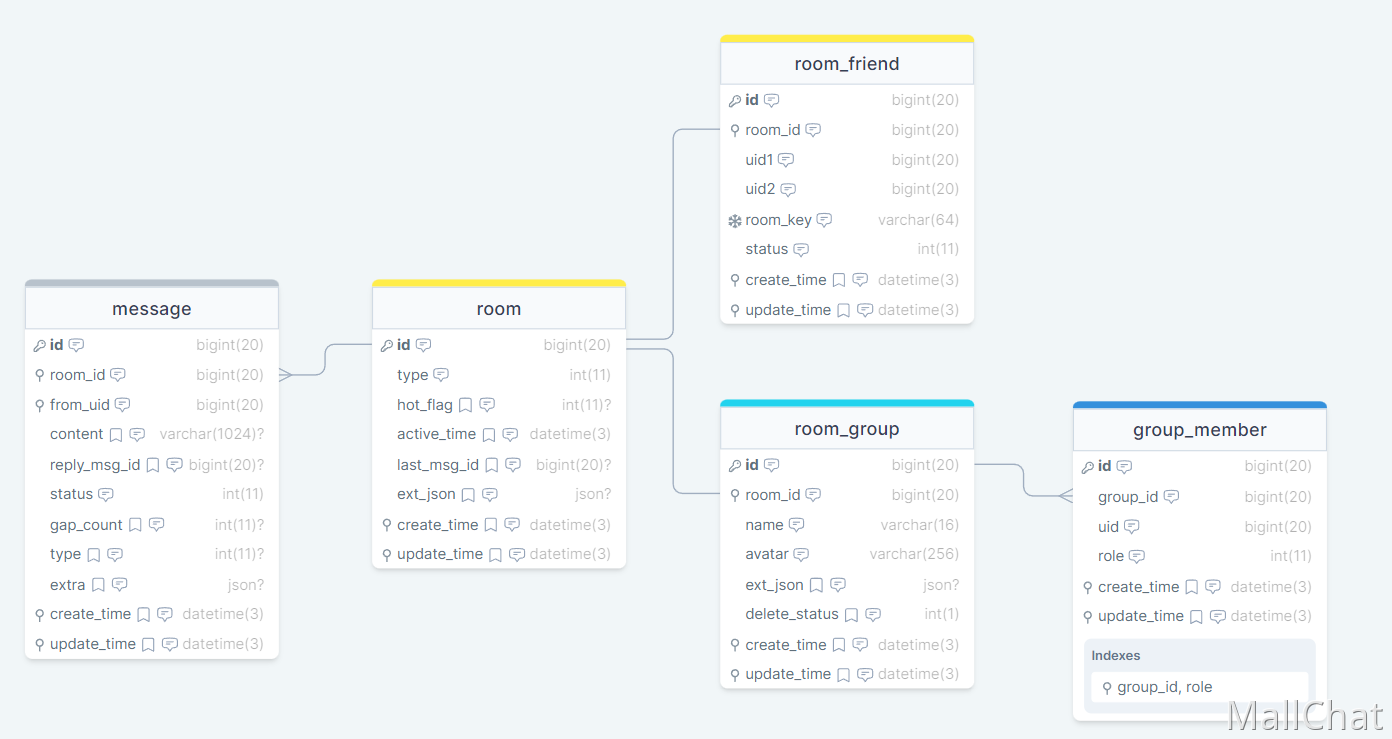 message
id bigint(20)
room_id bigint(20)
from_uid bigint(20)
content varchar(1024)?
reply_msg_id bigint(20)?
status int(11)
gap_count int(11)?
type int(11)?
extra json?
create_time datetime(3)
update_time datetime(3)
room
id bigint(20)
type int(11)
hot_flag int(11)?
active_time datetime(3)
last_msg_id bigint(20)?
ext_json json?
create_time datetime(3)
update_time datetime(3)
room_friend
id bigint(20)
room_id bigint(20)
uid1 bigint(20)
uid2 bigint(20)
room_key varchar(64)
status int(11)
create_time datetime(3)
update_time datetime(3)
room_group
id bigint(20)
room_id bigint(20)
name varchar(16)
avatar varchar(256)
ext_json json?
delete_status int(1)
create_time datetime(3)
update_time datetime(3)
group_member
id bigint(20)
group_id bigint(20)
uid bigint(20)
role int(11)
create_time datetime(3)
update_time datetime(3)
Indexes
group_id, role
MallChat